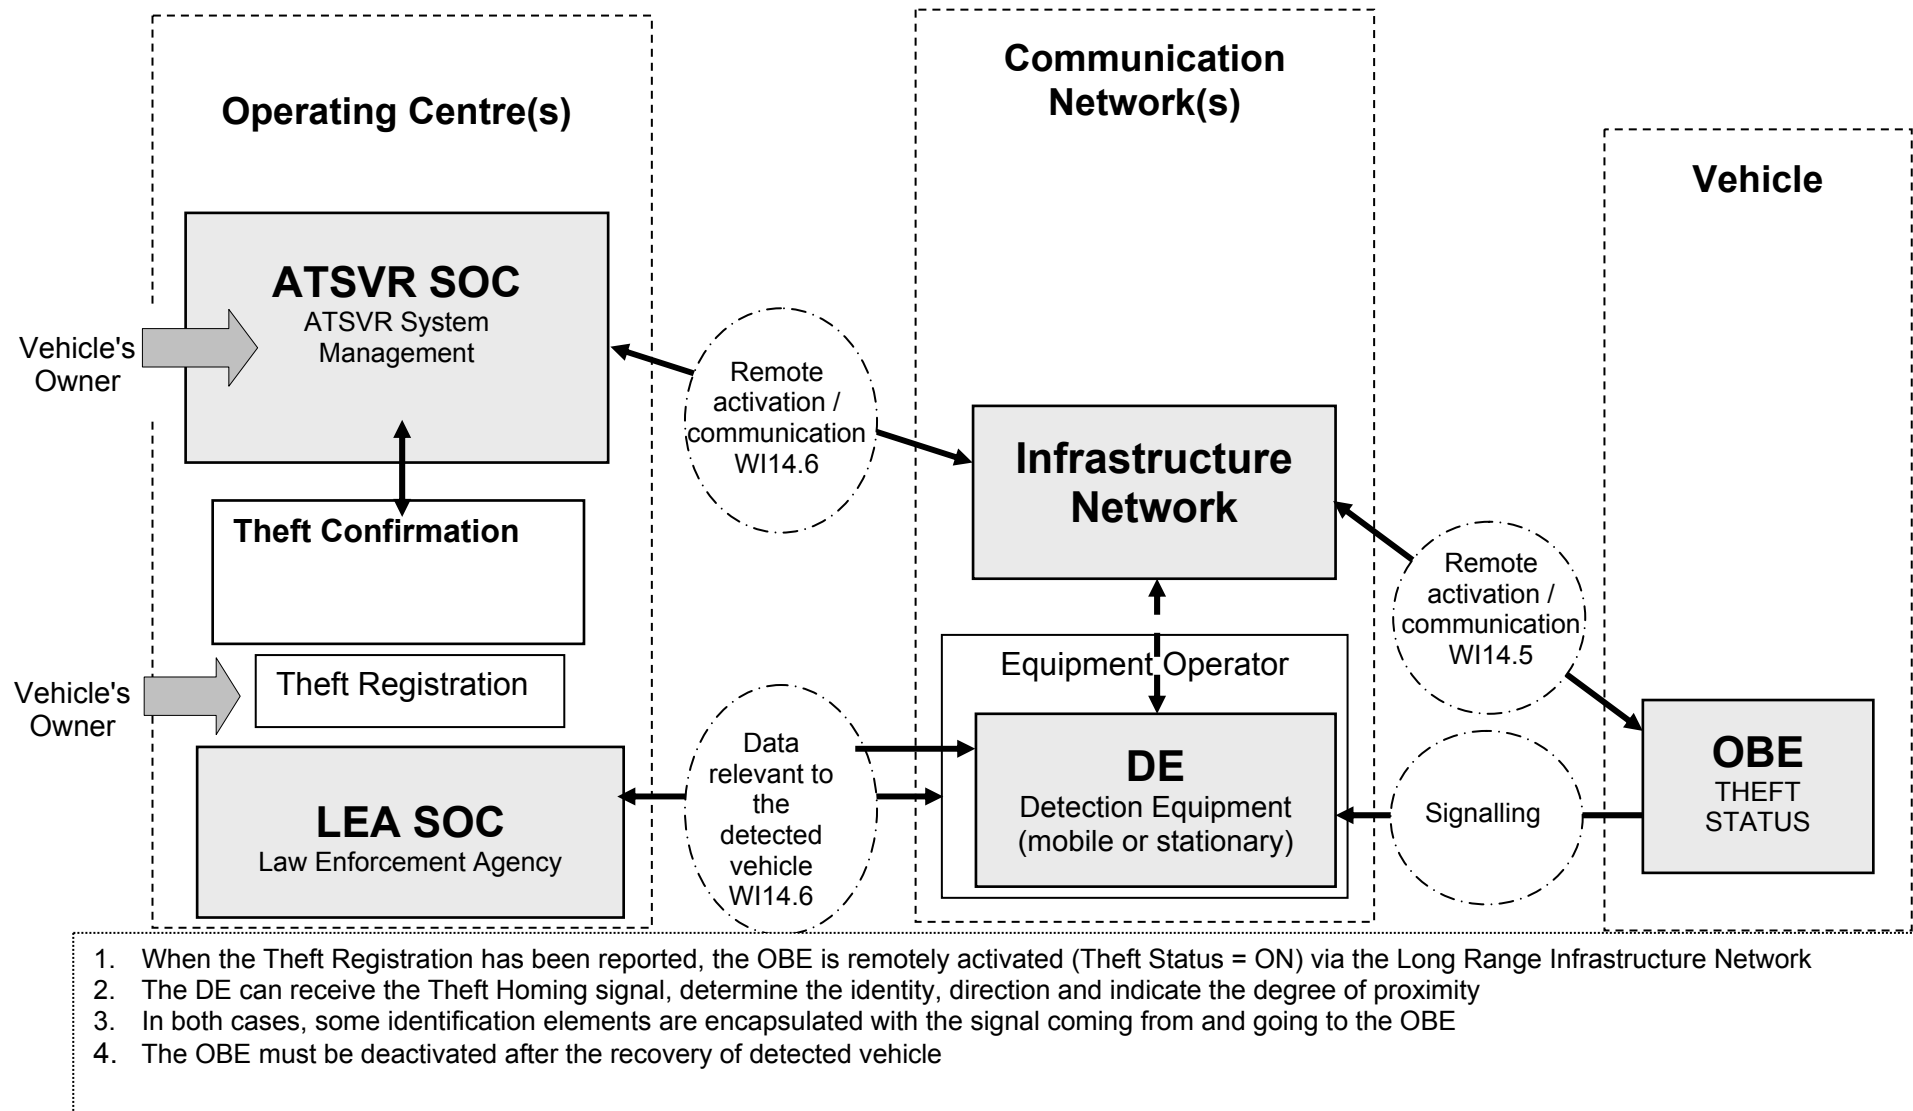 Operating Centre(s)
Communication
Network(s)
Vehicle
ATSVR SOC
ATSVR System
Management
Vehicle's
Owner
Remote
activation /
communication
WI14.6
Infrastructure
Network
Theft Confirmation
Remote
activation /
communication
WI14.5
Equipment Operator
Theft Registration
Vehicle's
Owner
Data
relevant to
the
detected
vehicle
WI14.6
DE
Detection Equipment
(mobile or stationary)
Signalling
OBE
THEFT
STATUS
LEA SOC
Law Enforcement Agency
1. When the Theft Registration has been reported, the OBE is remotely activated (Theft Status = ON) via the Long Range Infrastructure Network
2. The DE can receive the Theft Homing signal, determine the identity, direction and indicate the degree of proximity
3. In both cases, some identification elements are encapsulated with the signal coming from and going to the OBE
4. The OBE must be deactivated after the recovery of detected vehicle